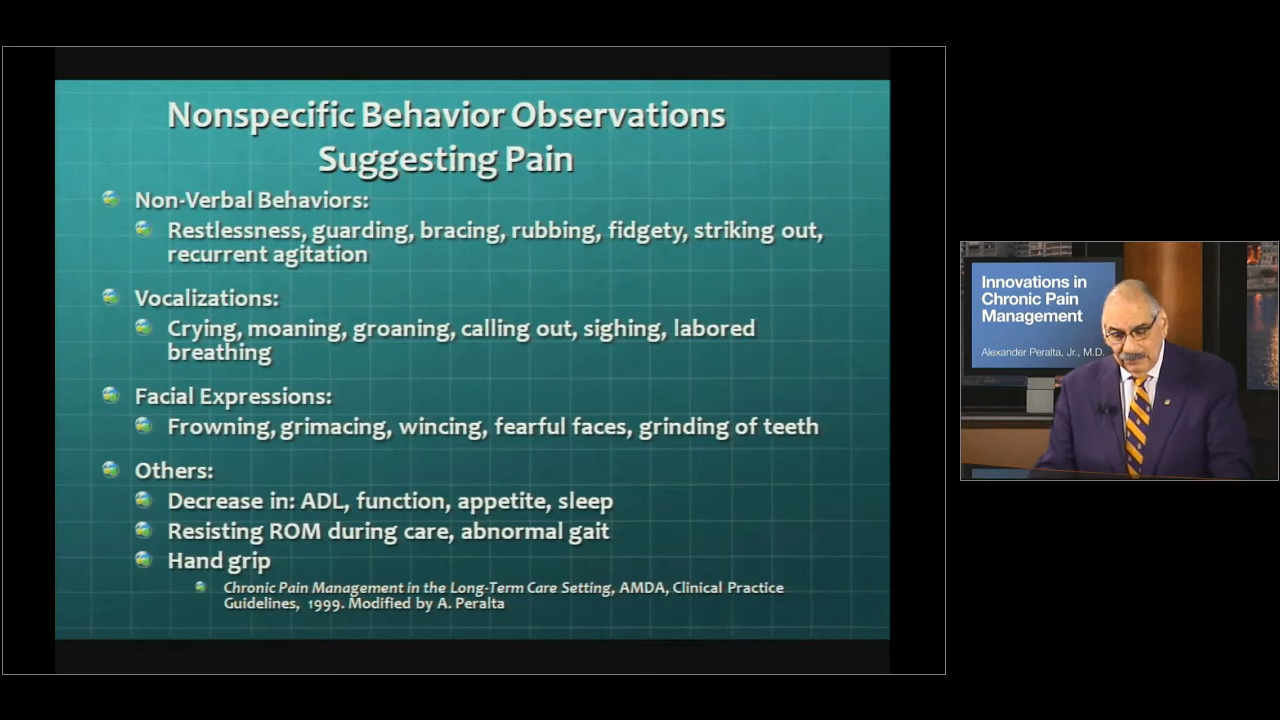 Nonspecific Behavior Observations
Suggesting Pain
Non-Verbal Behaviors:
Restlessness, guarding, bracing, rubbing, fidgety, striking out,
recurrent agitation
Vocalizations:
Crying, moaning, groaning, calling out, sighing, labored
breathing
Facial Expressions:
Frowning, grimacing, wincing, fearful faces, grinding of teeth
Others:
Decrease in: ADL, function, appetite, sleep
Resisting ROM during care, abnormal gait
Hand grip
Chronic Pain Management in the Long-Term Care Setting, AMDA, Clinical Practice
Guidelines, 1999. Modified by A. Peralta
Innovations in
Chronic Pain
Management
Alexander Peralta, Jr., M.D.